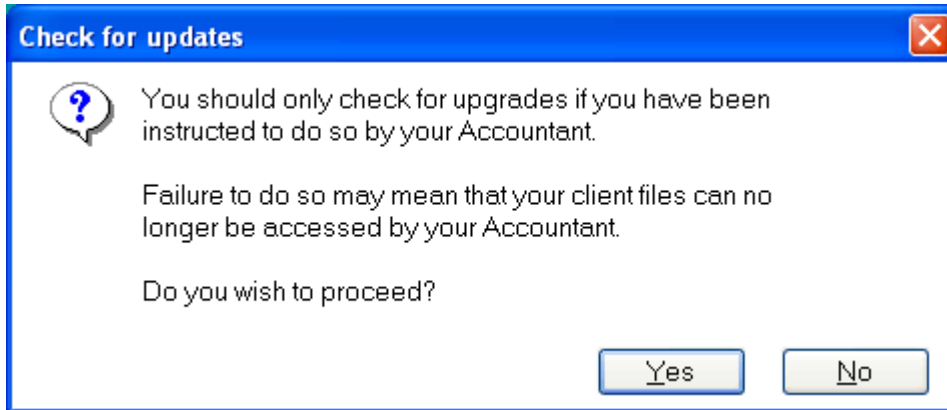 Check for updates
?
You should only check for upgrades if you have been
instructed to do so by your Accountant.
Failure to do so may mean that your client files can no
longer be accessed by your Accountant.
Do you wish to proceed?
Yes No